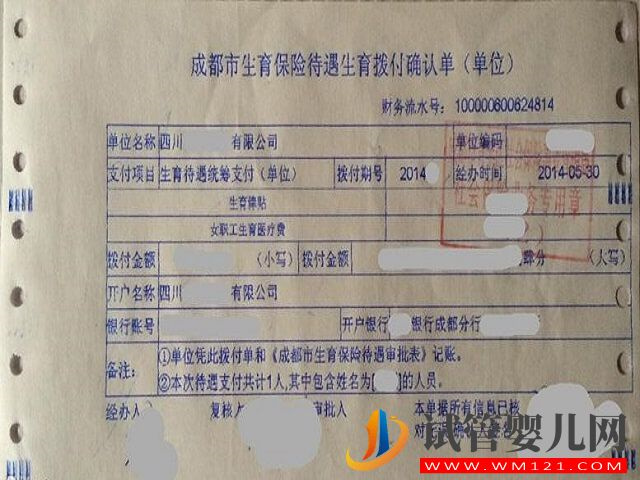 成都市生育保险待遇生育拨付确认单（单位）
财务流水号：100000600624814
单位名称 四川 有限公司 单位编码
支付项目 生育待遇统筹支付（单位） 拨付期号 2014 经办时间 2014-05-30
生育津贴
女职工生育医疗费
拨付金额 （小写） 拨付金额 肆分 （大写）
开户名称 四川 有限公司
银行账号 开户银行 银行成都分行
备注：
①单位凭此拨付单和《成都市生育保险待遇审批表》记账。
②本次待遇支付共计1人,其中包含姓名为[ ]的人员。
经办人 复核人 审批人 本单据所有信息已核
对
试管婴儿网
WWW.WM121.COM